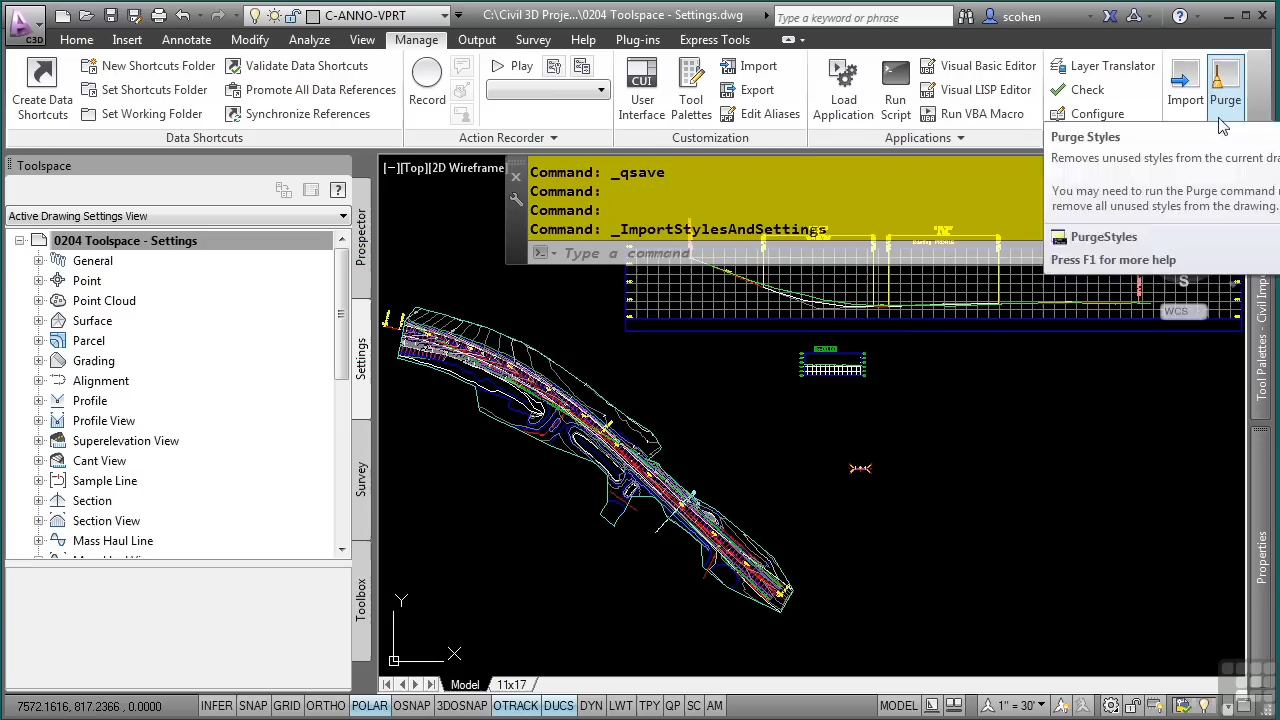 C-ANNO-VPRT
C:\Civil 3D Proje...\0204 Toolspace - Settings.dwg
Type a keyword or phrase
scohen
C3D
Home Insert Annotate Modify Analyze View Manage Output Survey Help Plug-ins Express Tools
Create Data Shortcuts
New Shortcuts Folder
Set Shortcuts Folder
Set Working Folder
Validate Data Shortcuts
Promote All Data References
Synchronize References
Data Shortcuts
Record
Play
Action Recorder
User Interface
CUI
Tool Palettes
Import
Export
Edit Aliases
Customization
Load Application
Run Script
Visual Basic Editor
Visual LISP Editor
Run VBA Macro
Applications
Layer Translator
Check
Configure
Import
Purge
Purge Styles
Removes unused styles from the current dra
You may need to run the Purge command
remove all unused styles from the drawing.
PurgeStyles
Press F1 for more help
Toolspace
Active Drawing Settings View
0204 Toolspace - Settings
General
Point
Point Cloud
Surface
Parcel
Grading
Alignment
Profile
Profile View
Superelevation View
Cant View
Sample Line
Section
Section View
Mass Haul Line
Prospector
Settings
Survey
Toolbox
[−][Top][2D Wireframe
Command: _qsave
Command:
Command:
Command: _ImportStylesAndSettings
Type a command
S
WCS
Tool Palettes - Civil Imp
Properties
Y
X
Model 11x17
7572.1616, 817.2366 , 0.0000
INFER SNAP GRID ORTHO POLAR OSNAP 3DOSNAP OTRACK DUCS DYN LWT TPY QP SC AM
MODEL
1" = 30'